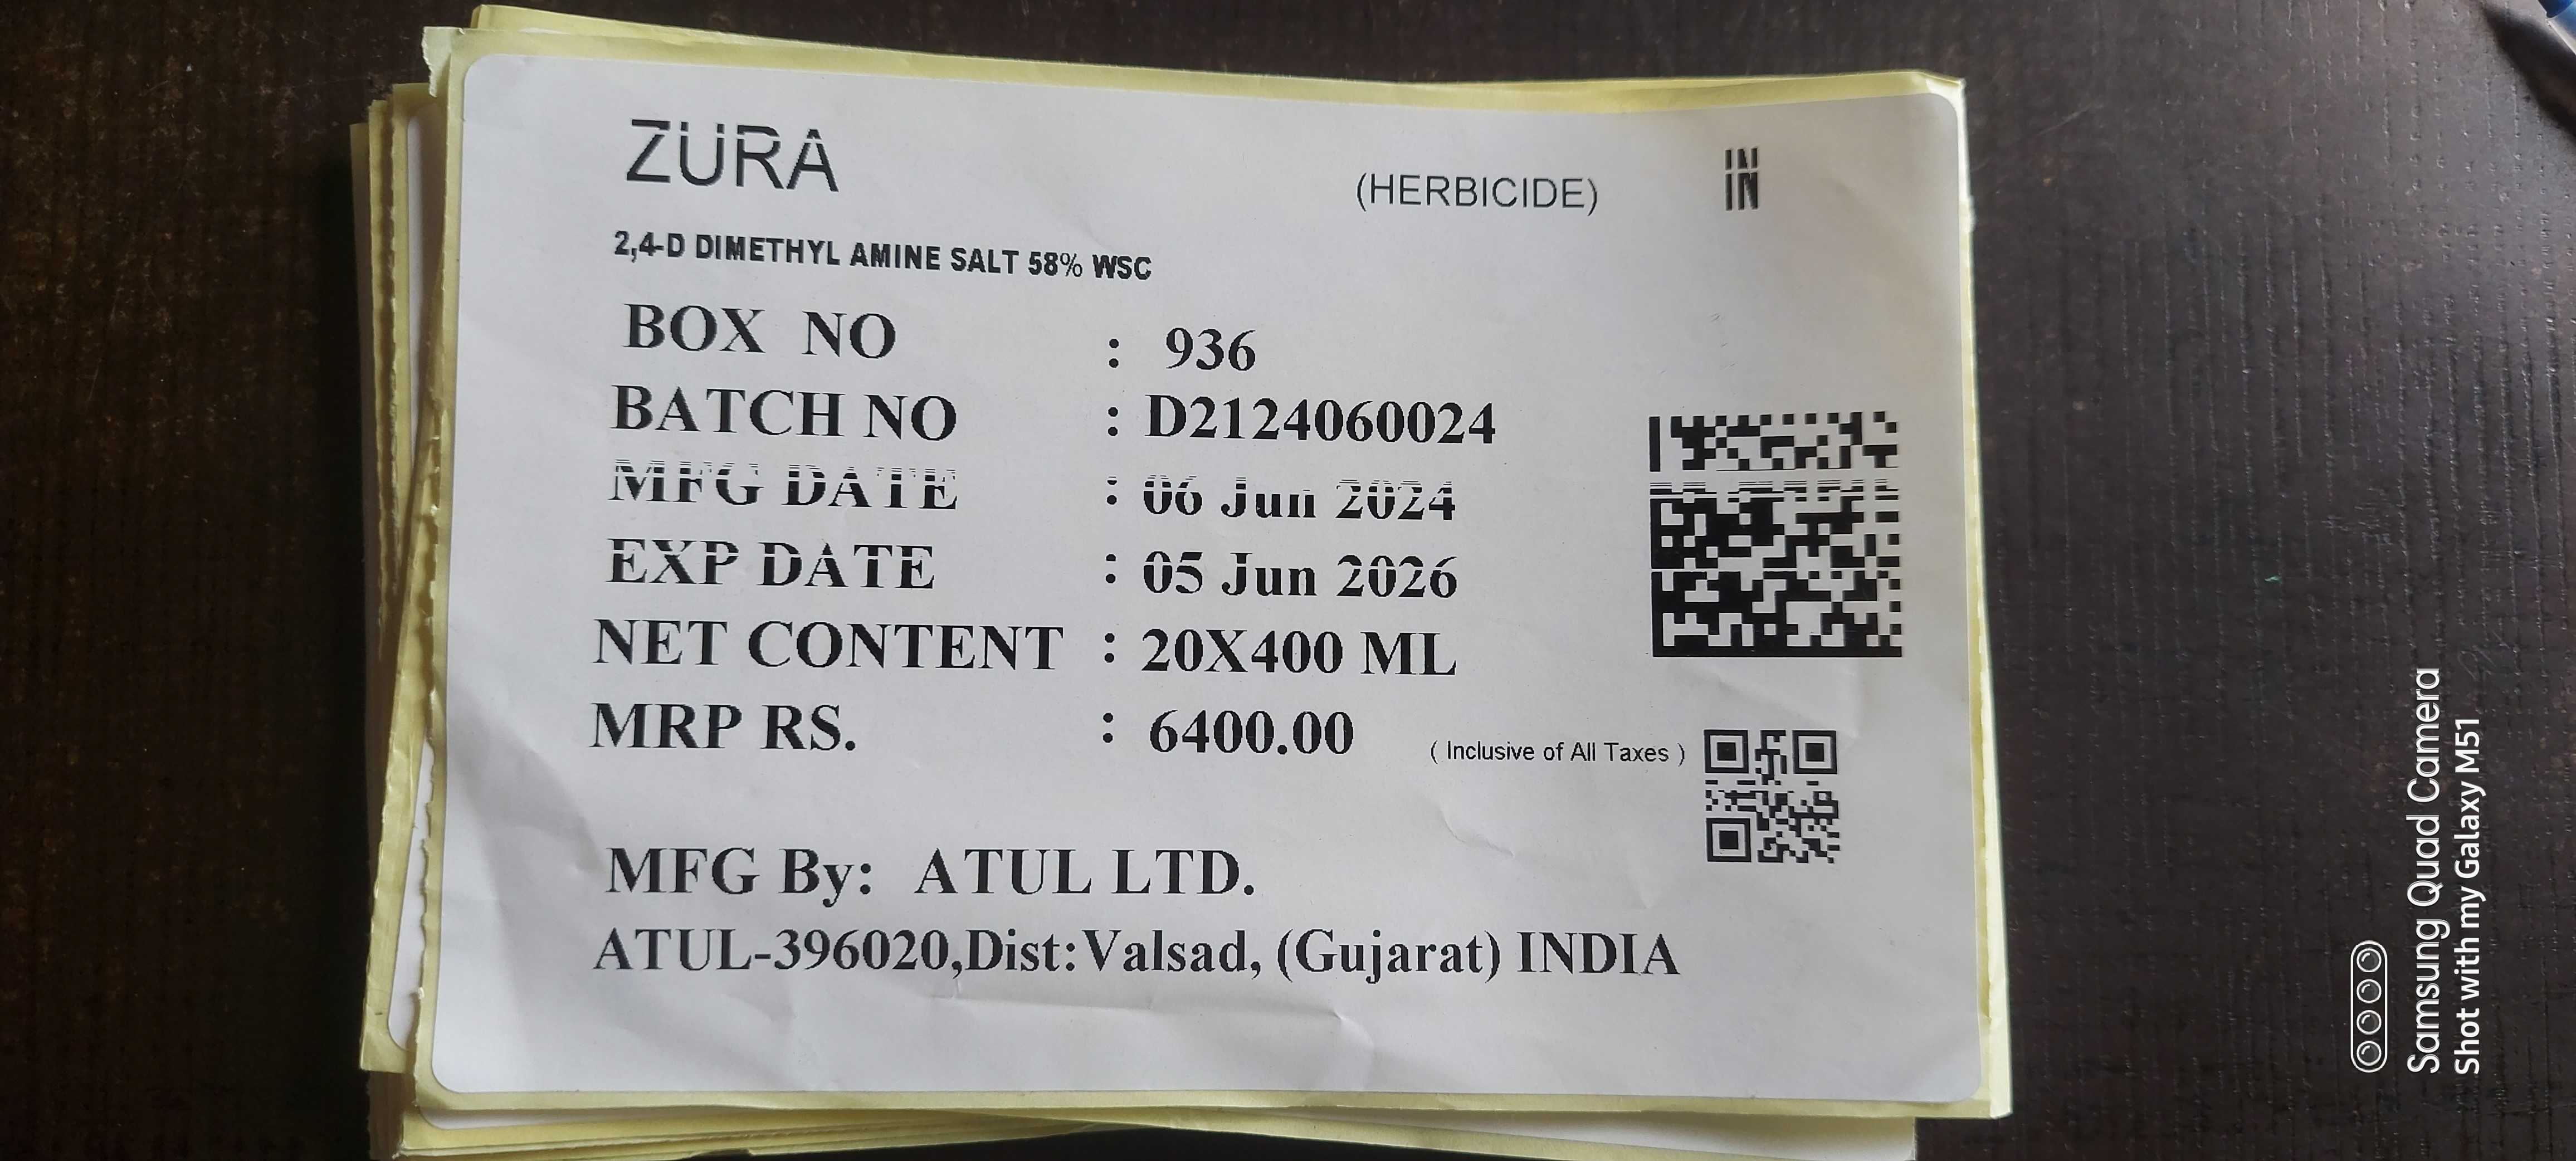 ZURA (HERBICIDE) IN
2,4-D DIMETHYL AMINE SALT 58% WSC
BOX NO : 936
BATCH NO : D2124060024
MFG DATE : 06 Jun 2024
EXP DATE : 05 Jun 2026
NET CONTENT : 20X400 ML
MRP RS. : 6400.00 ( Inclusive of All Taxes )
MFG By: ATUL LTD.
ATUL-396020,Dist:Valsad, (Gujarat) INDIA
Samsung Quad Camera
Shot with my Galaxy M51